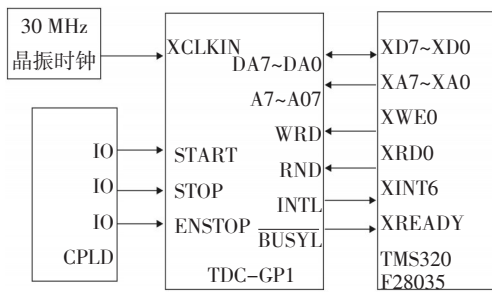 30 MHz
晶振时钟
XCLKIN
DA7~DA0
A7~A07
WRD
RND
INTL
BUSYL
START
STOP
ENSTOP
TDC-GP1
IO
IO
IO
CPLD
XD7~XD0
XA7~XA0
XWE0
XRD0
XINT6
XREADY
TMS320
F28035